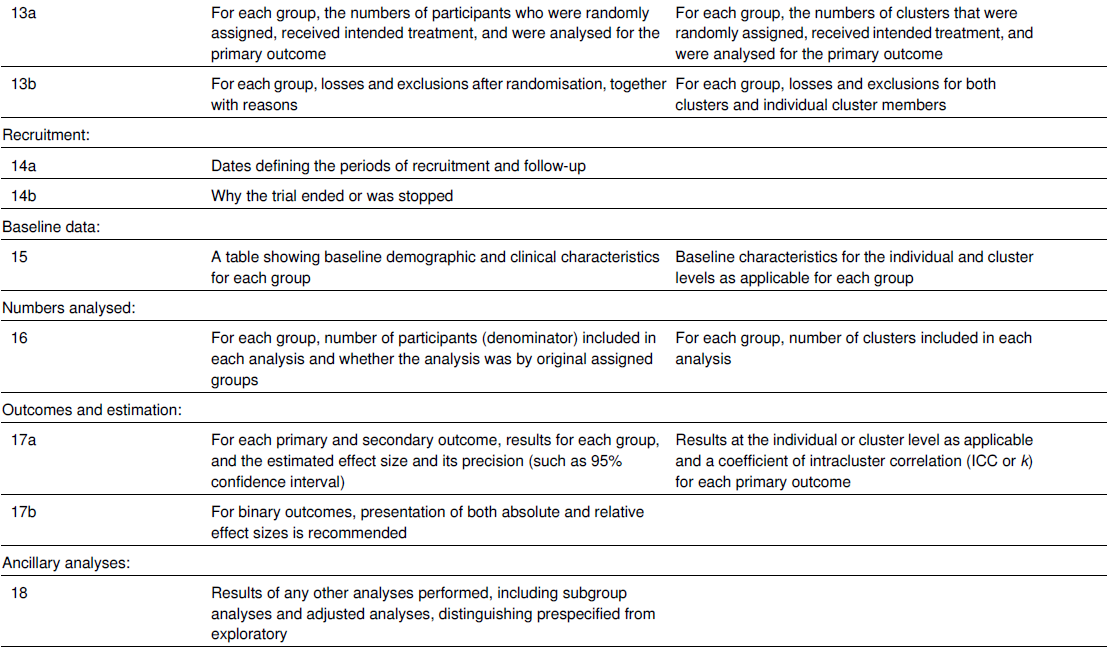 13a
For each group, the numbers of participants who were randomly
assigned, received intended treatment, and were analysed for the
primary outcome
For each group, the numbers of clusters that were
randomly assigned, received intended treatment, and
were analysed for the primary outcome
13b
For each group, losses and exclusions after randomisation, together
with reasons
For each group, losses and exclusions for both
clusters and individual cluster members
Recruitment:
14a
Dates defining the periods of recruitment and follow-up
14b
Why the trial ended or was stopped
Baseline data:
15
A table showing baseline demographic and clinical characteristics
for each group
Baseline characteristics for the individual and cluster
levels as applicable for each group
Numbers analysed:
16
For each group, number of participants (denominator) included in
each analysis and whether the analysis was by original assigned
groups
For each group, number of clusters included in each
analysis
Outcomes and estimation:
17a
For each primary and secondary outcome, results for each group,
and the estimated effect size and its precision (such as 95%
confidence interval)
Results at the individual or cluster level as applicable
and a coefficient of intracluster correlation (ICC or k)
for each primary outcome
17b
For binary outcomes, presentation of both absolute and relative
effect sizes is recommended
Ancillary analyses:
18
Results of any other analyses performed, including subgroup
analyses and adjusted analyses, distinguishing prespecified from
exploratory